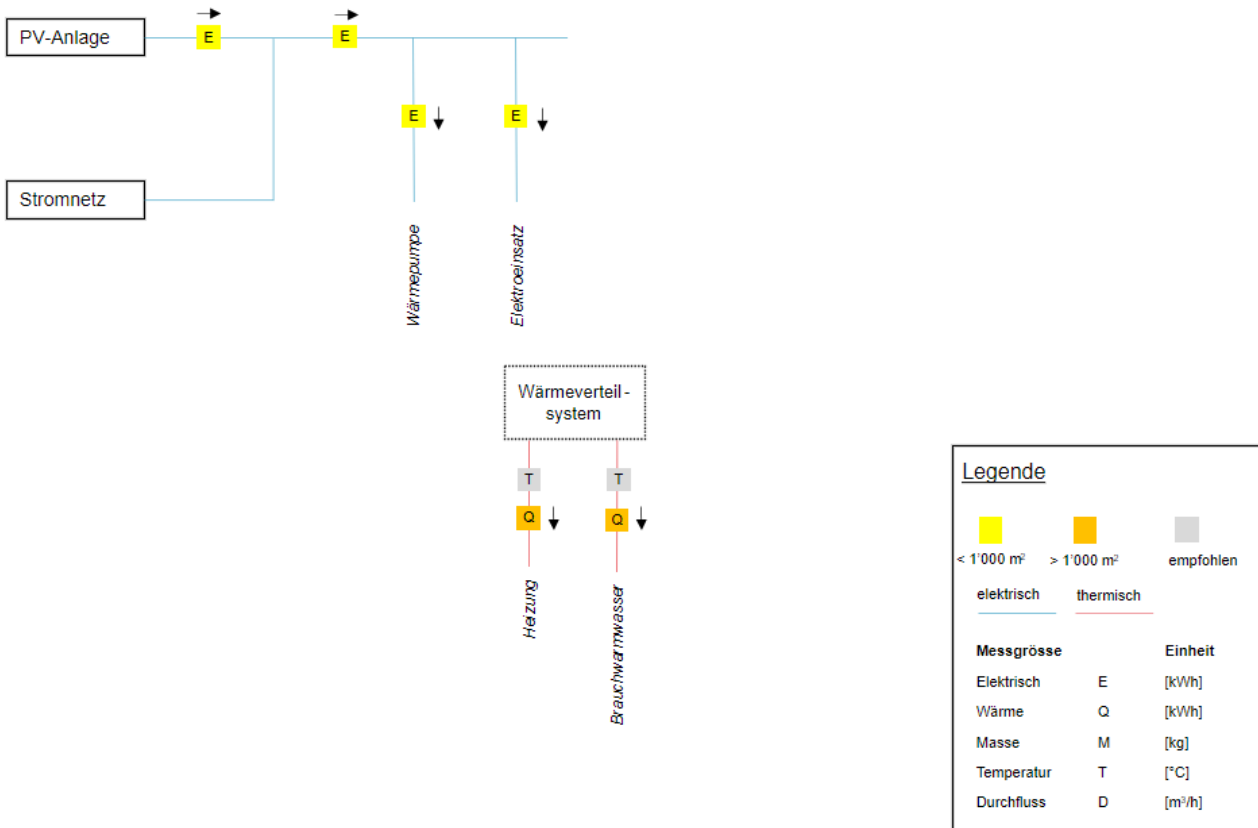 PV-Anlage
E
E
E
E
Stromnetz
Wärmepumpe
Elektroeinsatz
Wärmeverteil-
system
T
T
Q
Q
Heizung
Brauchwarmwasser
Legende
< 1'000 m²
> 1'000 m²
empfohlen
elektrisch
thermisch
Messgrösse Einheit
Elektrisch E [kWh]
Wärme Q [kWh]
Masse M [kg]
Temperatur T [°C]
Durchfluss D [m³/h]